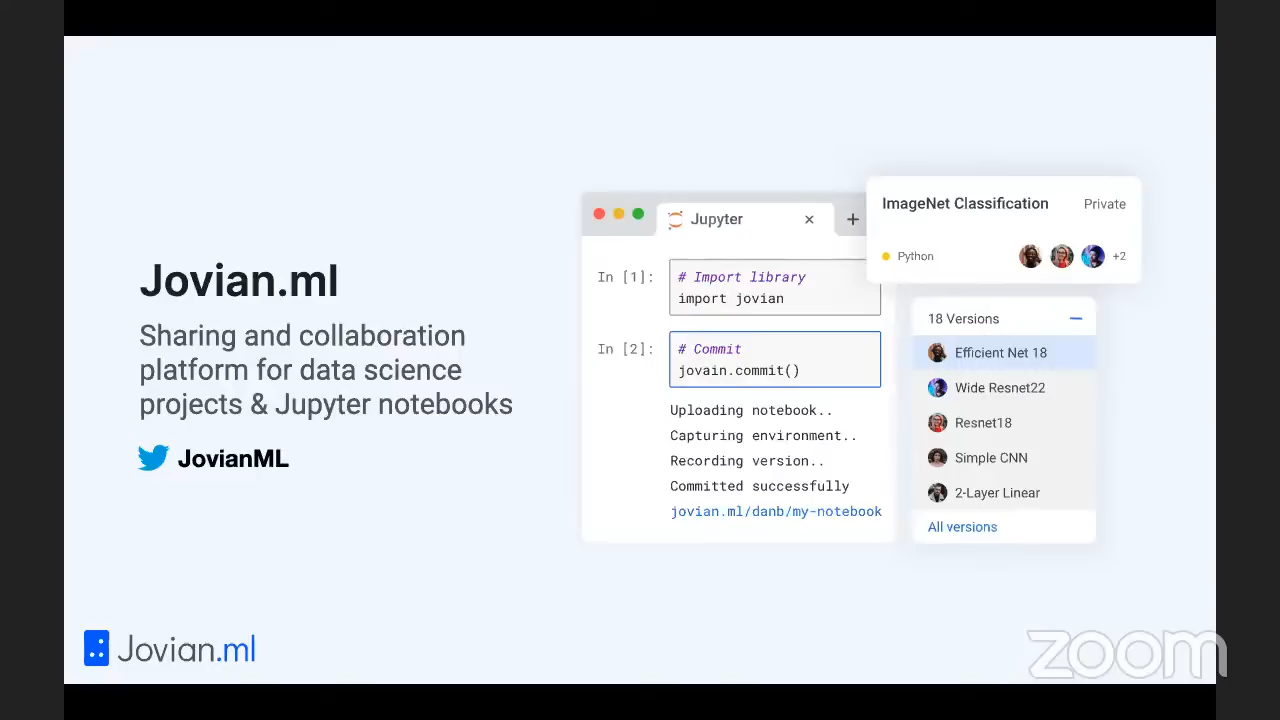 Jovian.ml
Sharing and collaboration
platform for data science
projects & Jupyter notebooks
JovianML
Jupyter
In [1]:
# Import library
import jovian
In [2]:
# Commit
jovain.commit()
Uploading notebook..
Capturing environment..
Recording version..
Committed successfully
jovian.ml/danb/my-notebook
ImageNet Classification
Private
Python
+2
18 Versions
Efficient Net 18
Wide Resnet22
Resnet18
Simple CNN
2-Layer Linear
All versions
Jovian.ml
zoom